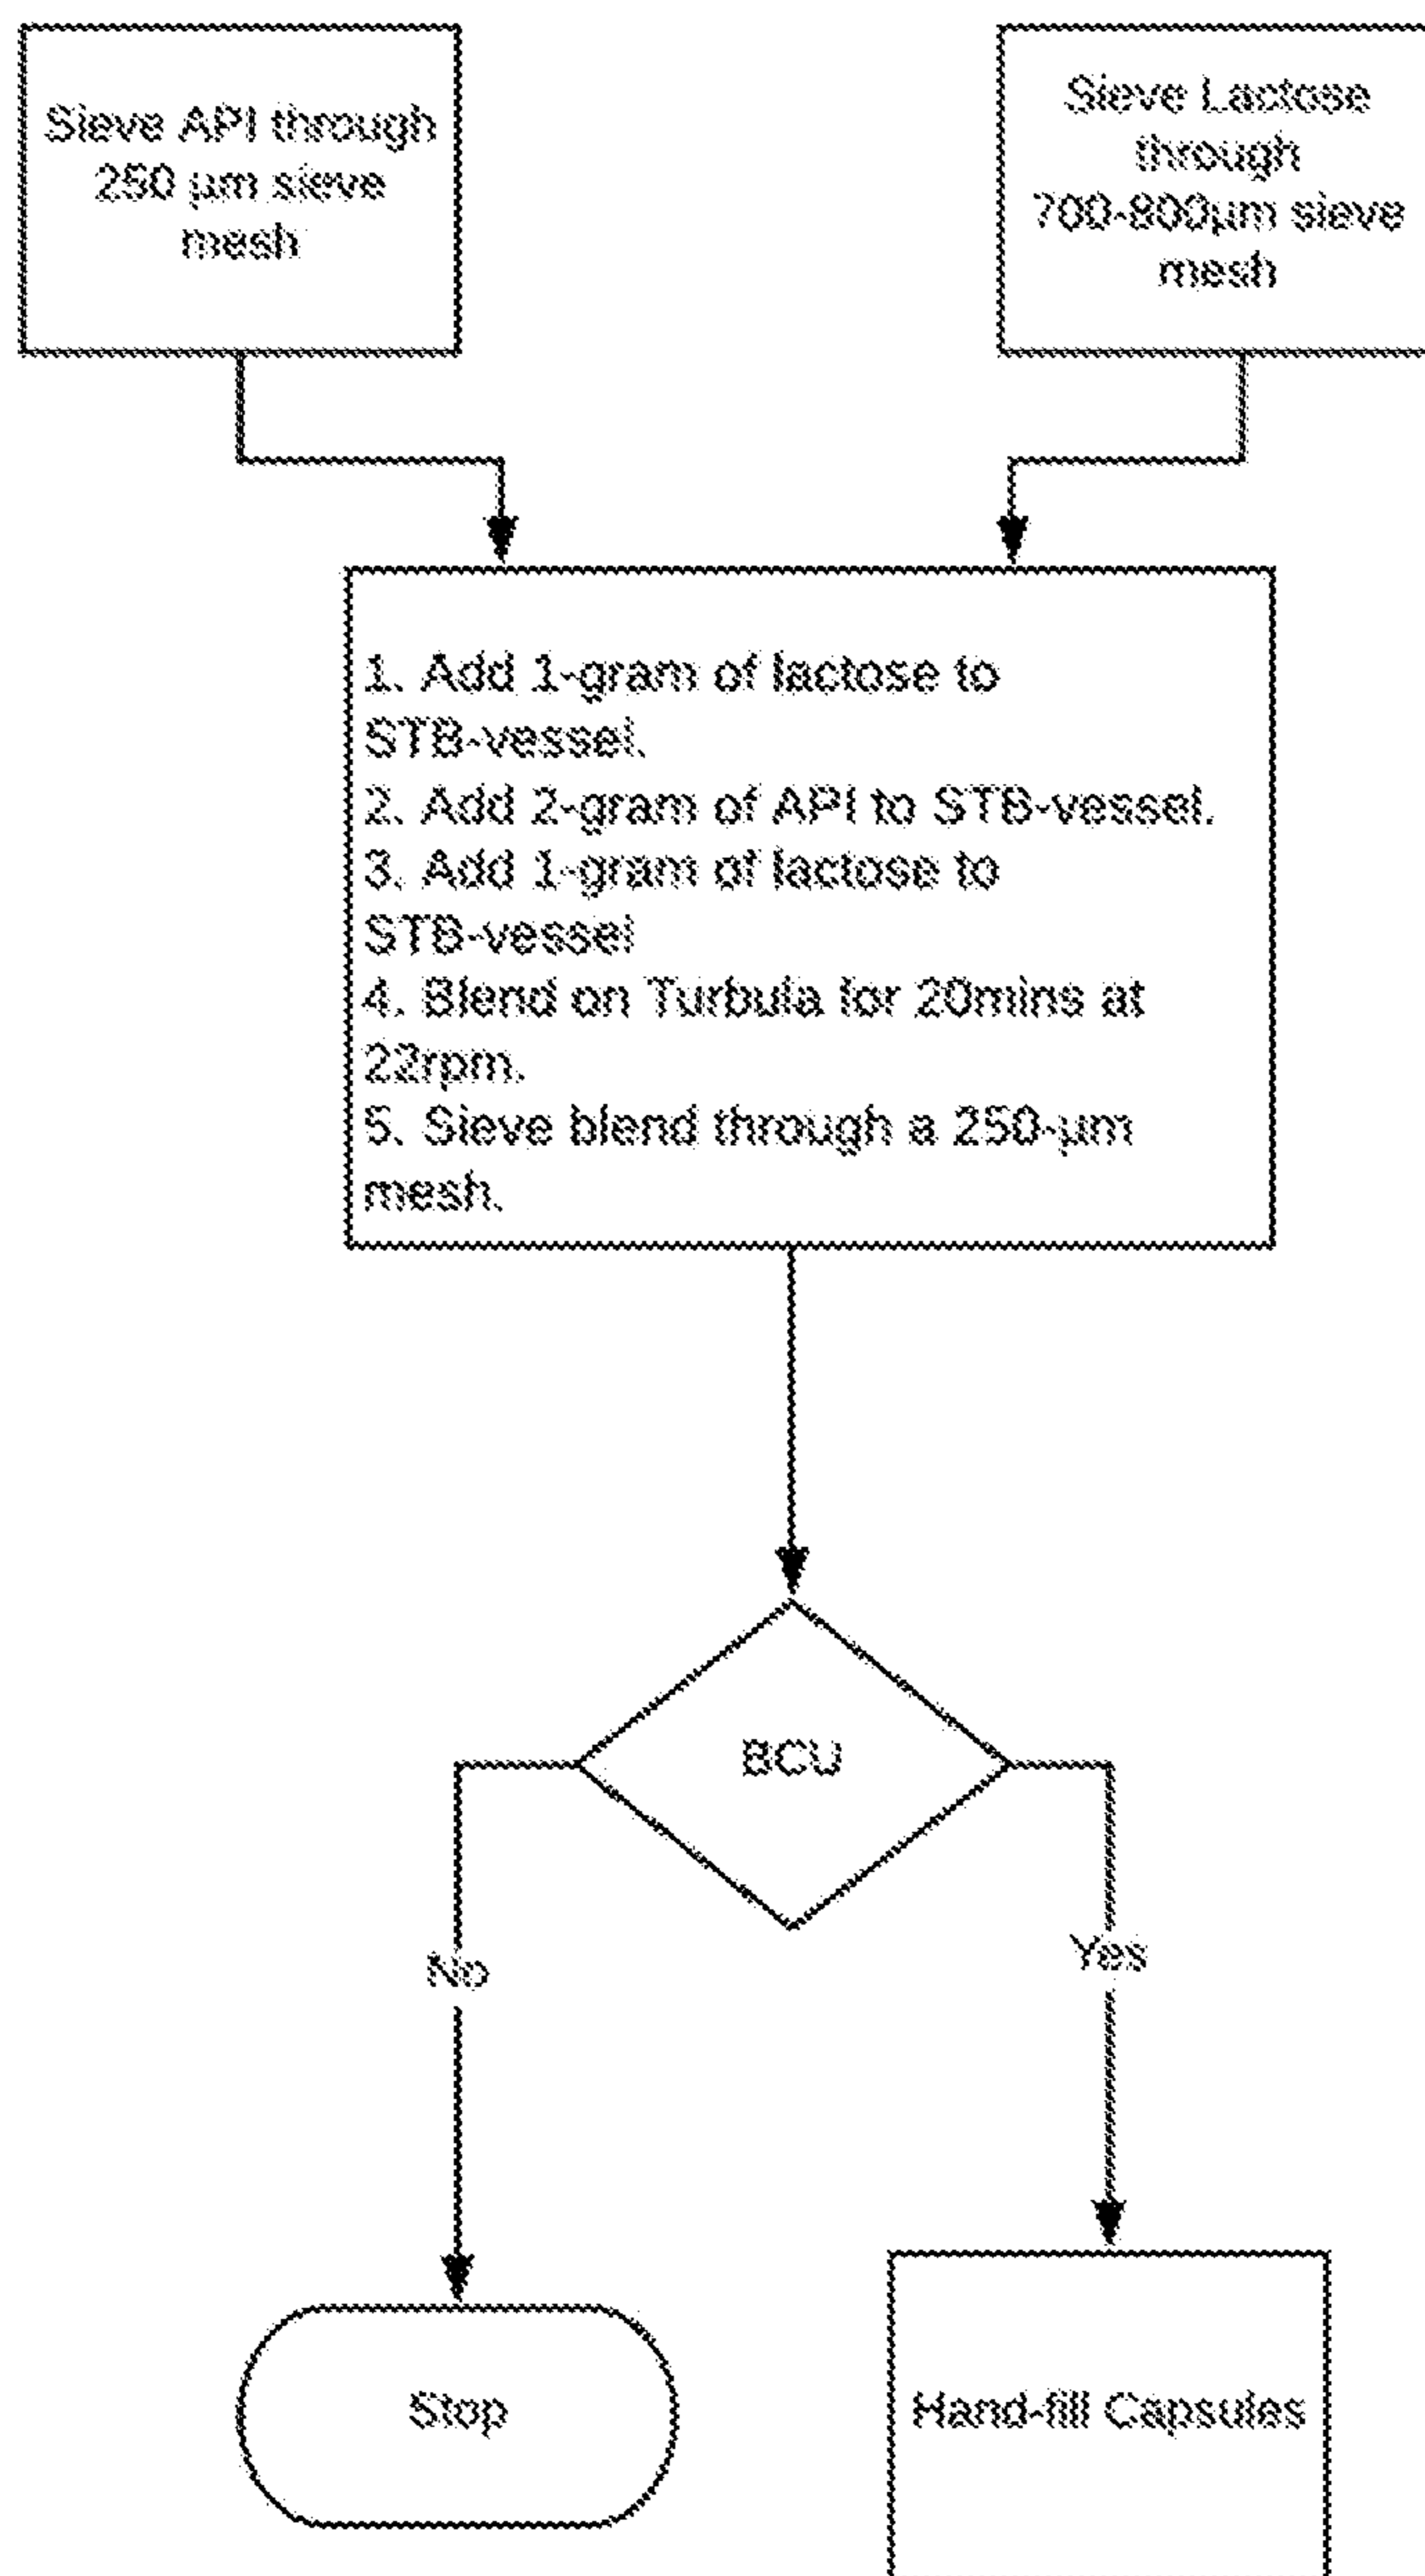 Sieve API through
250 µm sieve
mesh
Sieve Lactose
through
700-800µm sieve
mesh
1. Add 1-gram of lactose to
STB-vessel.
2. Add 2-gram of API to STB-vessel.
3. Add 1-gram of lactose to
STB-vessel
4. Blend on Turbula for 20mins at
22rpm.
5. Sieve blend through a 250-µm
mesh.
BCU
No
Yes
Stop
Hand-fill Capsules